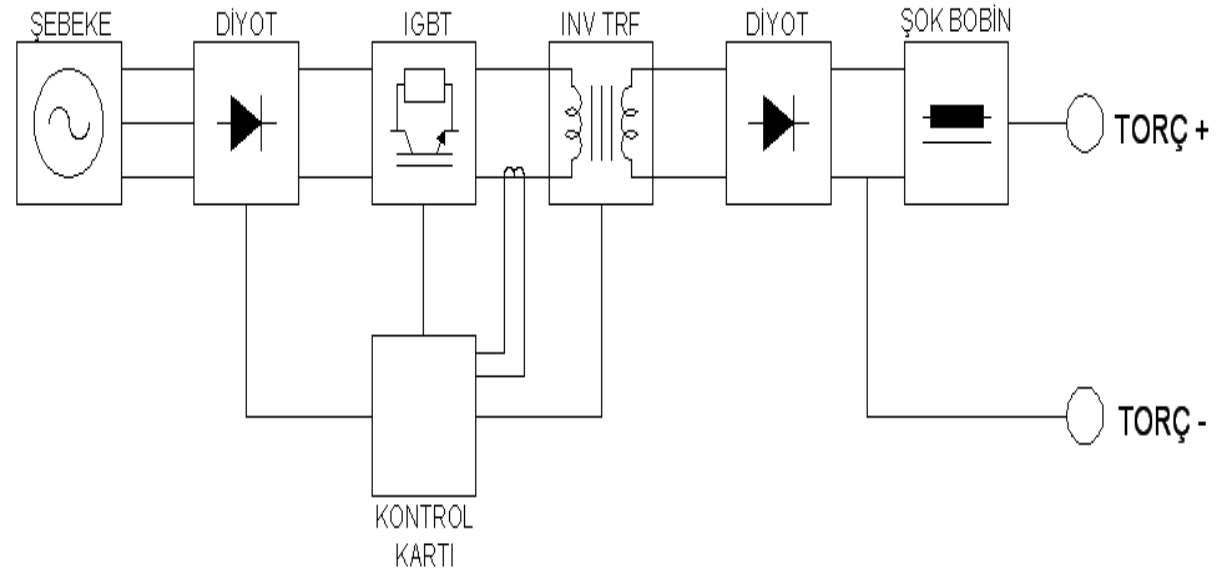 ŞEBEKE
DİYOT
IGBT
INV TRF
DİYOT
ŞOK BOBİN
TORÇ +
TORÇ -
KONTROL
KARTI